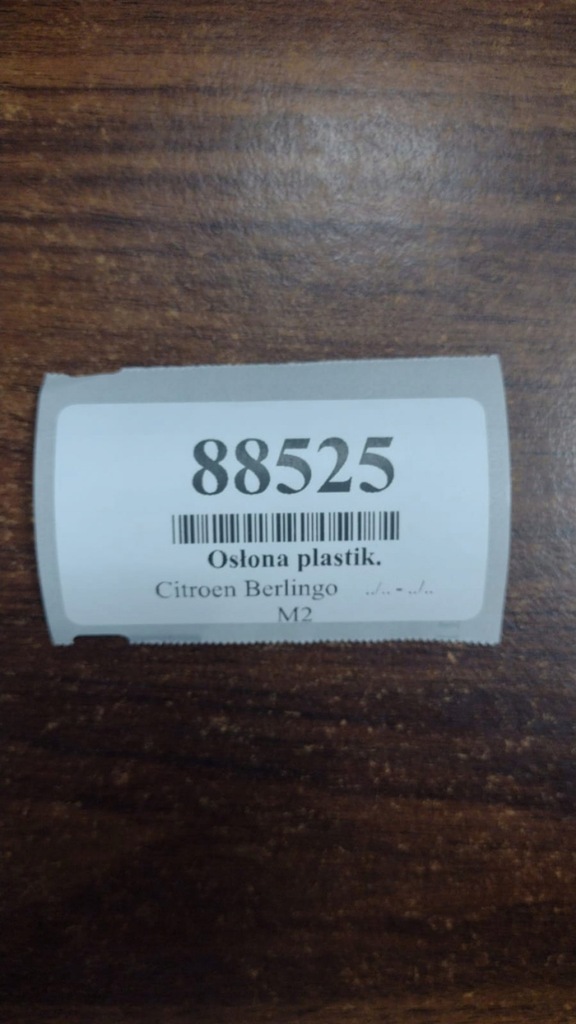 88525
Osłona plastik.
Citroen Berlingo ../.. - ../..
M2